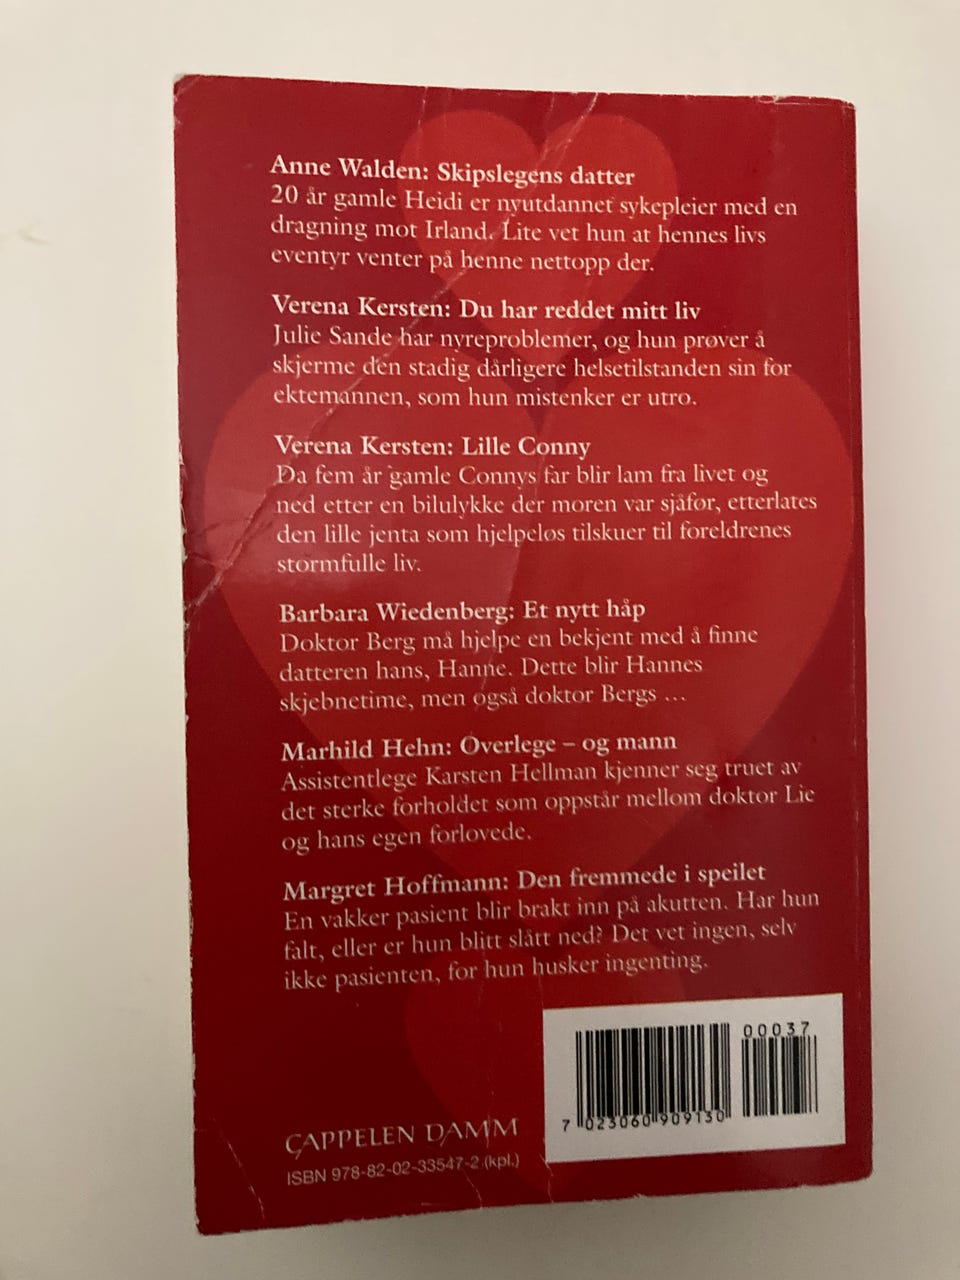 Anne Walden: Skipslegens datter
20 år gamle Heidi er nyutdannet sykepleier med en
dragning mot Irland. Lite vet hun at hennes livs
eventyr venter på henne nettopp der.
Verena Kersten: Du har reddet mitt liv
Julie Sande har nyreproblemer, og hun prøver å
skjerme den stadig dårligere helsetilstanden sin for
ektemannen, som hun mistenker er utro.
Verena Kersten: Lille Conny
Da fem år gamle Connys far blir lam fra livet og
ned etter en bilulykke der moren var sjåfør, etterlates
den lille jenta som hjelpeløs tilskuer til foreldrenes
stormfulle liv.
Barbara Wiedenberg: Et nytt håp
Doktor Berg må hjelpe en bekjent med å finne
datteren hans, Hanne. Dette blir Hannes
skjebnetime, men også doktor Bergs ...
Marhild Hehn: Overlege – og mann
Assistentlege Karsten Hellman kjenner seg truet av
det sterke forholdet som oppstår mellom doktor Lie
og hans egen forlovede.
Margret Hoffmann: Den fremmede i speilet
En vakker pasient blir brakt inn på akutten. Har hun
falt, eller er hun blitt slått ned? Det vet ingen, selv
ikke pasienten, for hun husker ingenting.
00037
7 023060 909130
CAPPELEN DAMM
ISBN 978-82-02-33547-2 (kpl.)